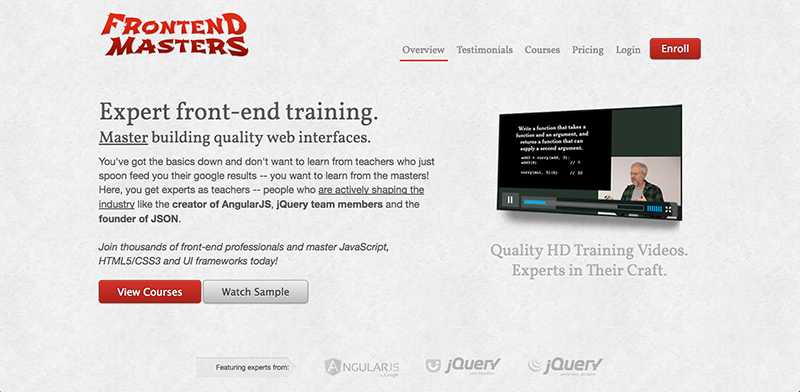 FRONTEND
MASTERS
Overview Testimonials Courses Pricing Login Enroll
Expert front-end training.
Master building quality web interfaces.
You've got the basics down and don't want to learn from teachers who just
spoon feed you their google results -- you want to learn from the masters!
Here, you get experts as teachers -- people who are actively shaping the
industry like the creator of AngularJS, jQuery team members and the
founder of JSON.
Join thousands of front-end professionals and master JavaScript,
HTML5/CSS3 and UI frameworks today!
View Courses Watch Sample
Write a function that takes a
function and an argument, and
returns a function that can
supply a second argument.
add3 = curry(add, 3);
add3(4) // 7
curry(mul, 5)(6) // 30
Quality HD Training Videos.
Experts in Their Craft.
Featuring experts from:
ANGULARJS
by Google
jQuery
jQuery